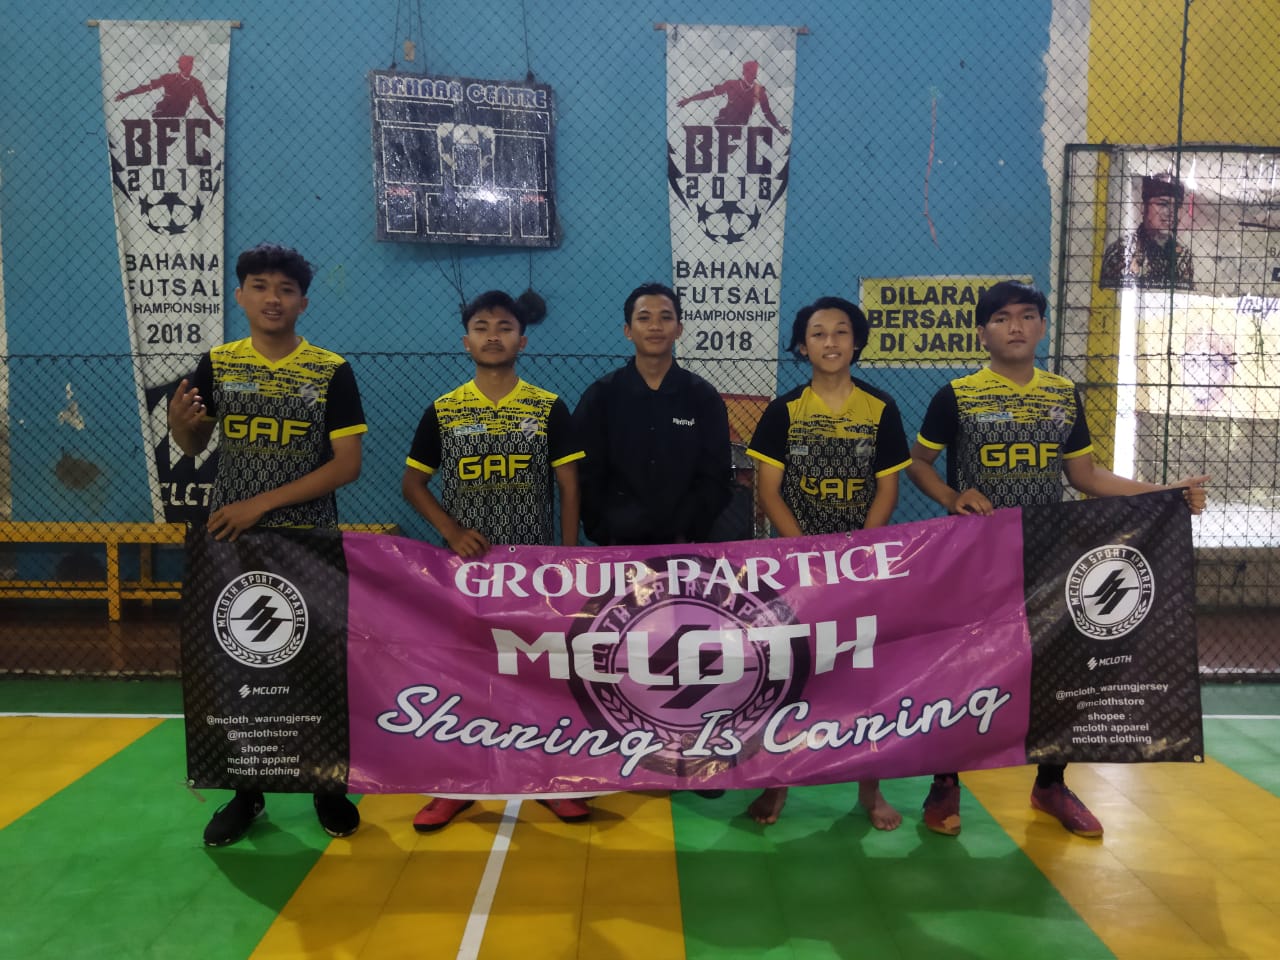 BFC
2018
BAHANA
FUTSAL
CHAMPIONSHIP
2018
BAHARA CENTRE
BFC
2018
BAHANA
FUTSAL
CHAMPIONSHIP
2018
DILARANG
BERSAN
DI JARI
GAF
GAF
GAF
GAF
GROUP PARTICE
MCLOTH
Sharing Is Caring
MCLOTH SPORT APPAREL
MCLOTH
@mcloth_warungjersey
@mclothstore
shopee :
mcloth apparel
mcloth clothing
MCLOTH SPORT APPAREL
MCLOTH
@mcloth_warungjersey
@mclothstore
shopee :
mcloth apparel
mcloth clothing